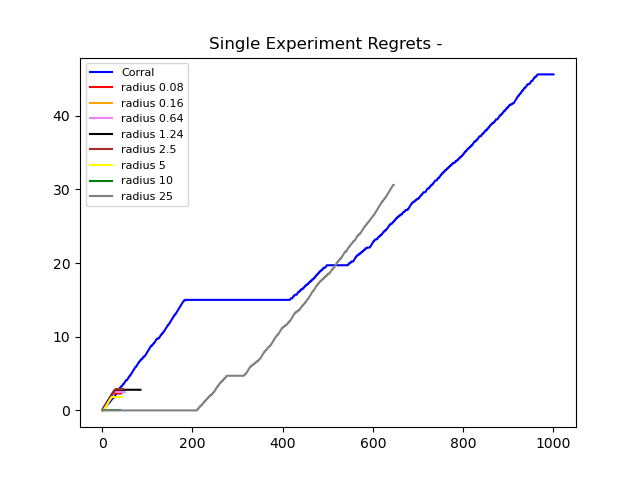 Single Experiment Regrets -
Corral
radius 0.08
radius 0.16
radius 0.64
radius 1.24
radius 2.5
radius 5
radius 10
radius 25
40
30
20
10
0
0 200 400 600 800 1000